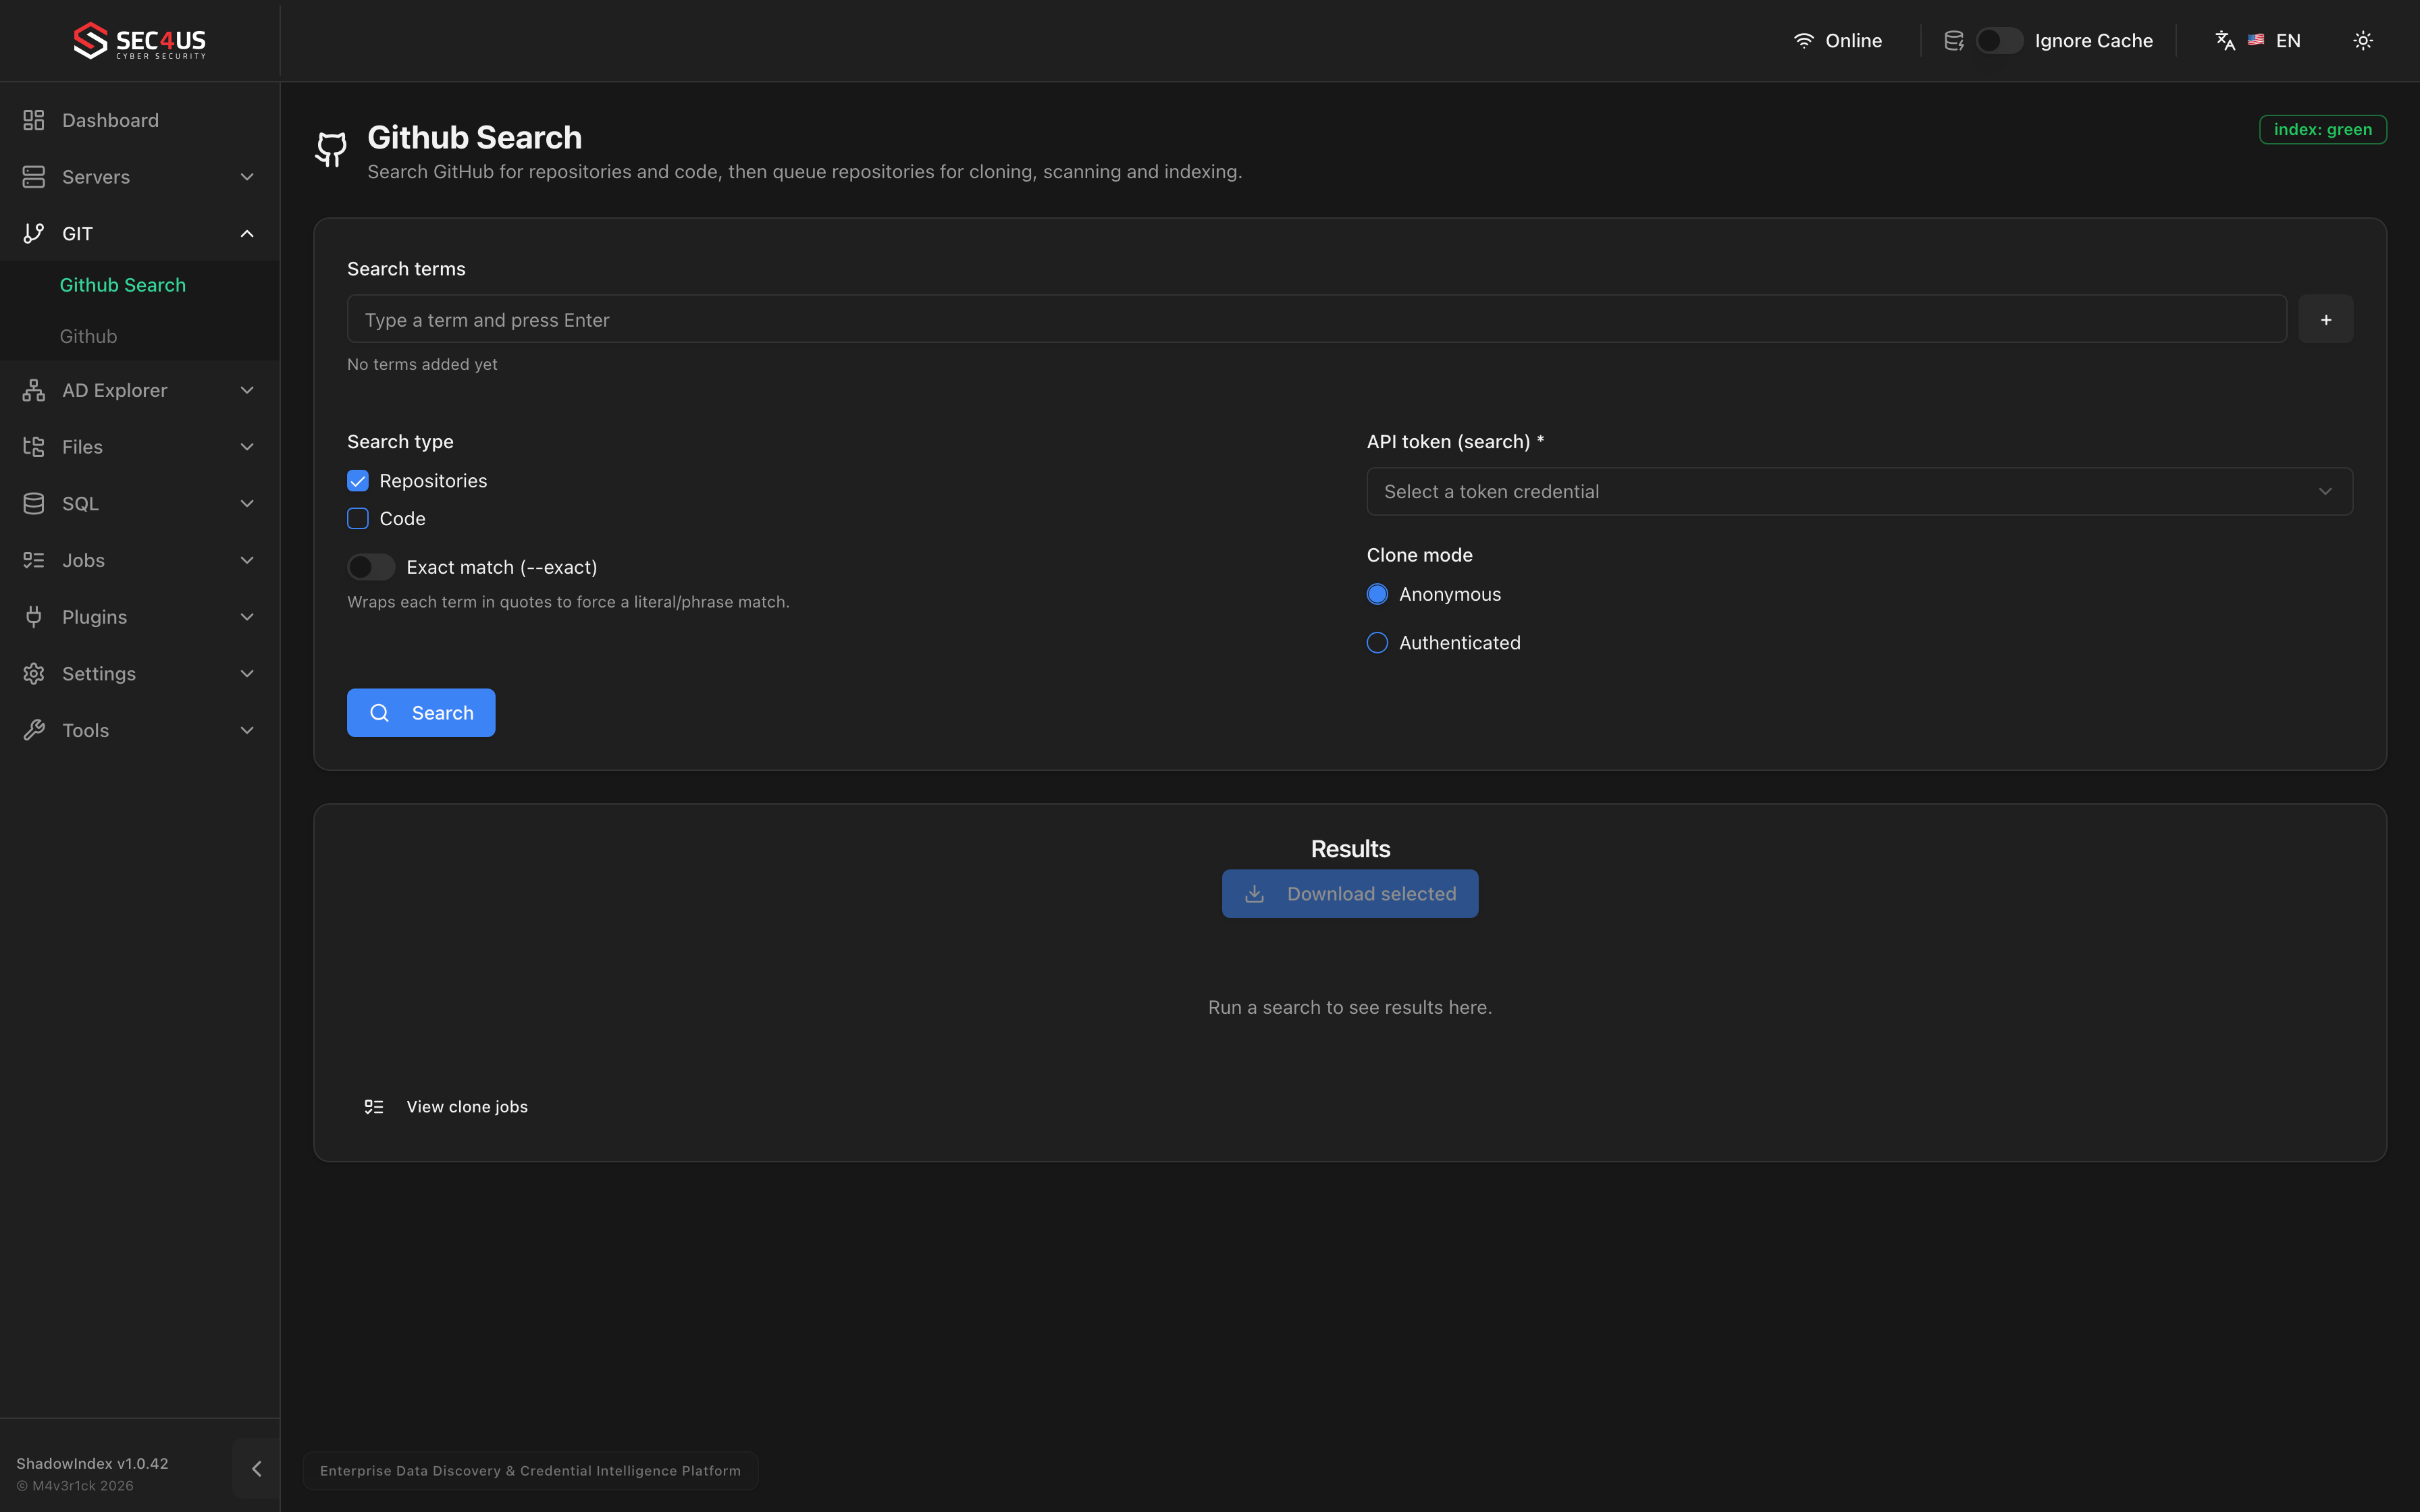 SEC4US
CYBER SECURITY
Online
Ignore Cache
EN
Dashboard
Servers
GIT
Github Search
Github
AD Explorer
Files
SQL
Jobs
Plugins
Settings
Tools
ShadowIndex v1.0.42
© M4v3r1ck 2026
Github Search
Search GitHub for repositories and code, then queue repositories for cloning, scanning and indexing.
index: green
Search terms
Type a term and press Enter
+
No terms added yet
Search type
Repositories
Code
Exact match (--exact)
Wraps each term in quotes to force a literal/phrase match.
API token (search) *
Select a token credential
Clone mode
Anonymous
Authenticated
Search
Results
Download selected
Run a search to see results here.
View clone jobs
Enterprise Data Discovery & Credential Intelligence Platform